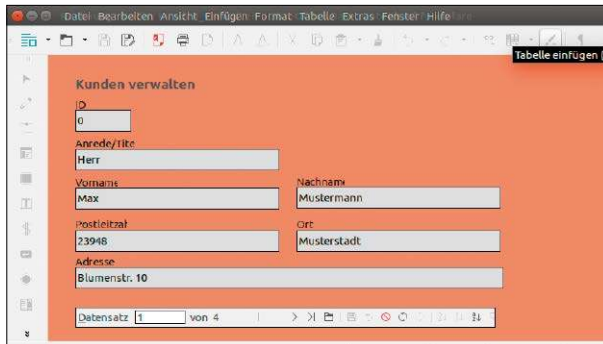 Datei Bearbeiten Ansicht Einfügen Format Tabelle Extras Fenster Hilfe
Tabelle einfügen
Kunden verwalten
ID
0
Anrede/Tite
Herr
Vorname Nachname
Max Mustermann
Postleitzahl Ort
23948 Musterstadt
Adresse
Blumenstr. 10
Datensatz 1 von 4